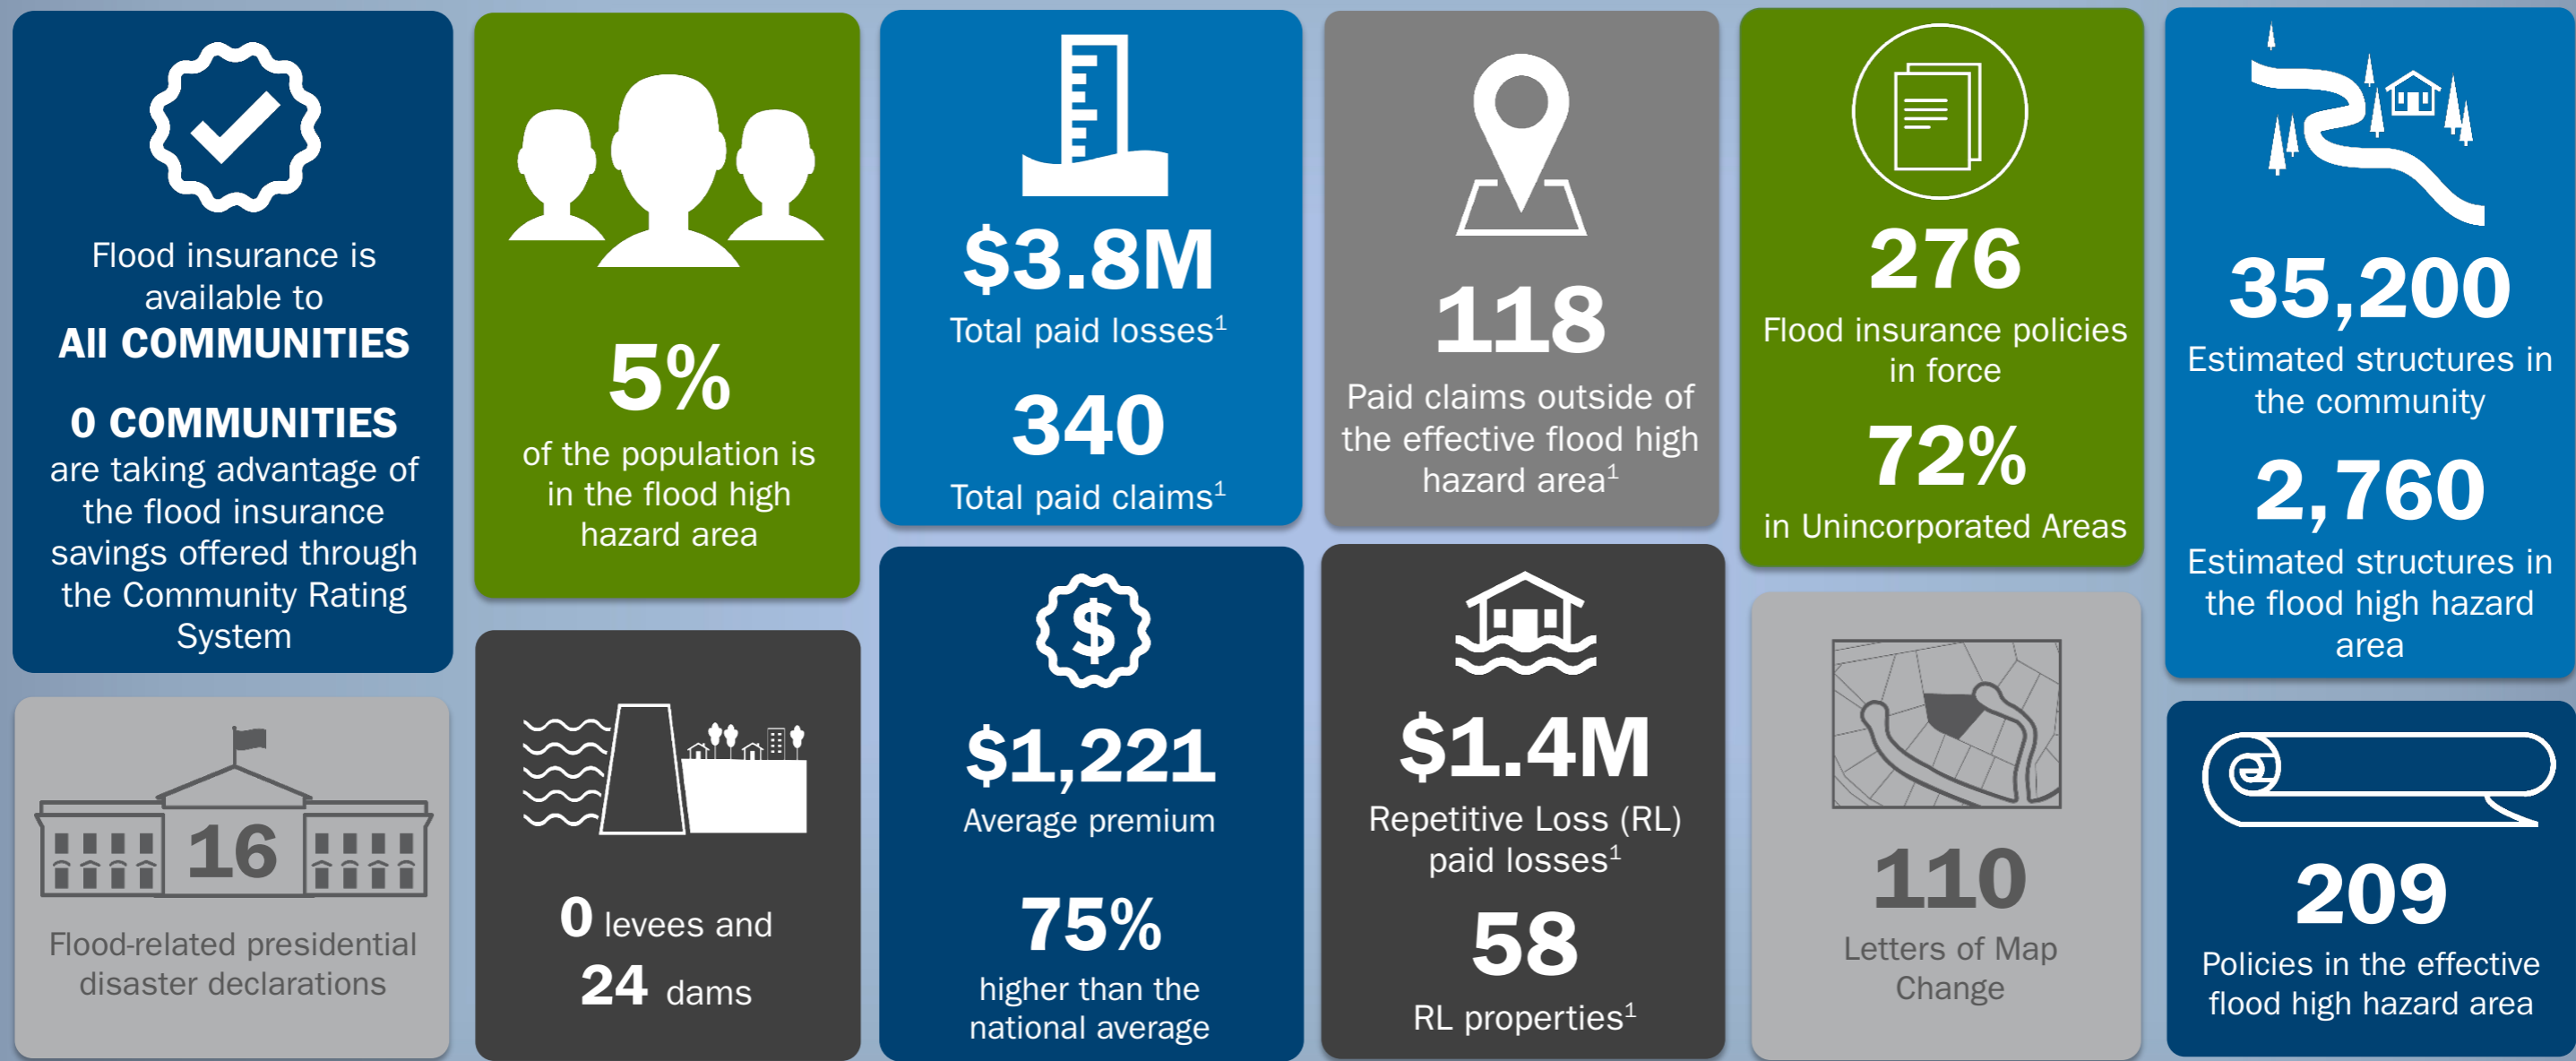 Flood insurance is
available to
All COMMUNITIES
0 COMMUNITIES
are taking advantage of
the flood insurance
savings offered through
the Community Rating
System
16
Flood-related presidential
disaster declarations
5%
of the population is
in the flood high
hazard area
0 levees and
24 dams
$3.8M
Total paid losses¹
340
Total paid claims¹
$
$1,221
Average premium
75%
higher than the
national average
118
Paid claims outside of
the effective flood high
hazard area¹
$1.4M
Repetitive Loss (RL)
paid losses¹
58
RL properties¹
276
Flood insurance policies
in force
72%
in Unincorporated Areas
110
Letters of Map
Change
35,200
Estimated structures in
the community
2,760
Estimated structures in
the flood high hazard
area
209
Policies in the effective
flood high hazard area